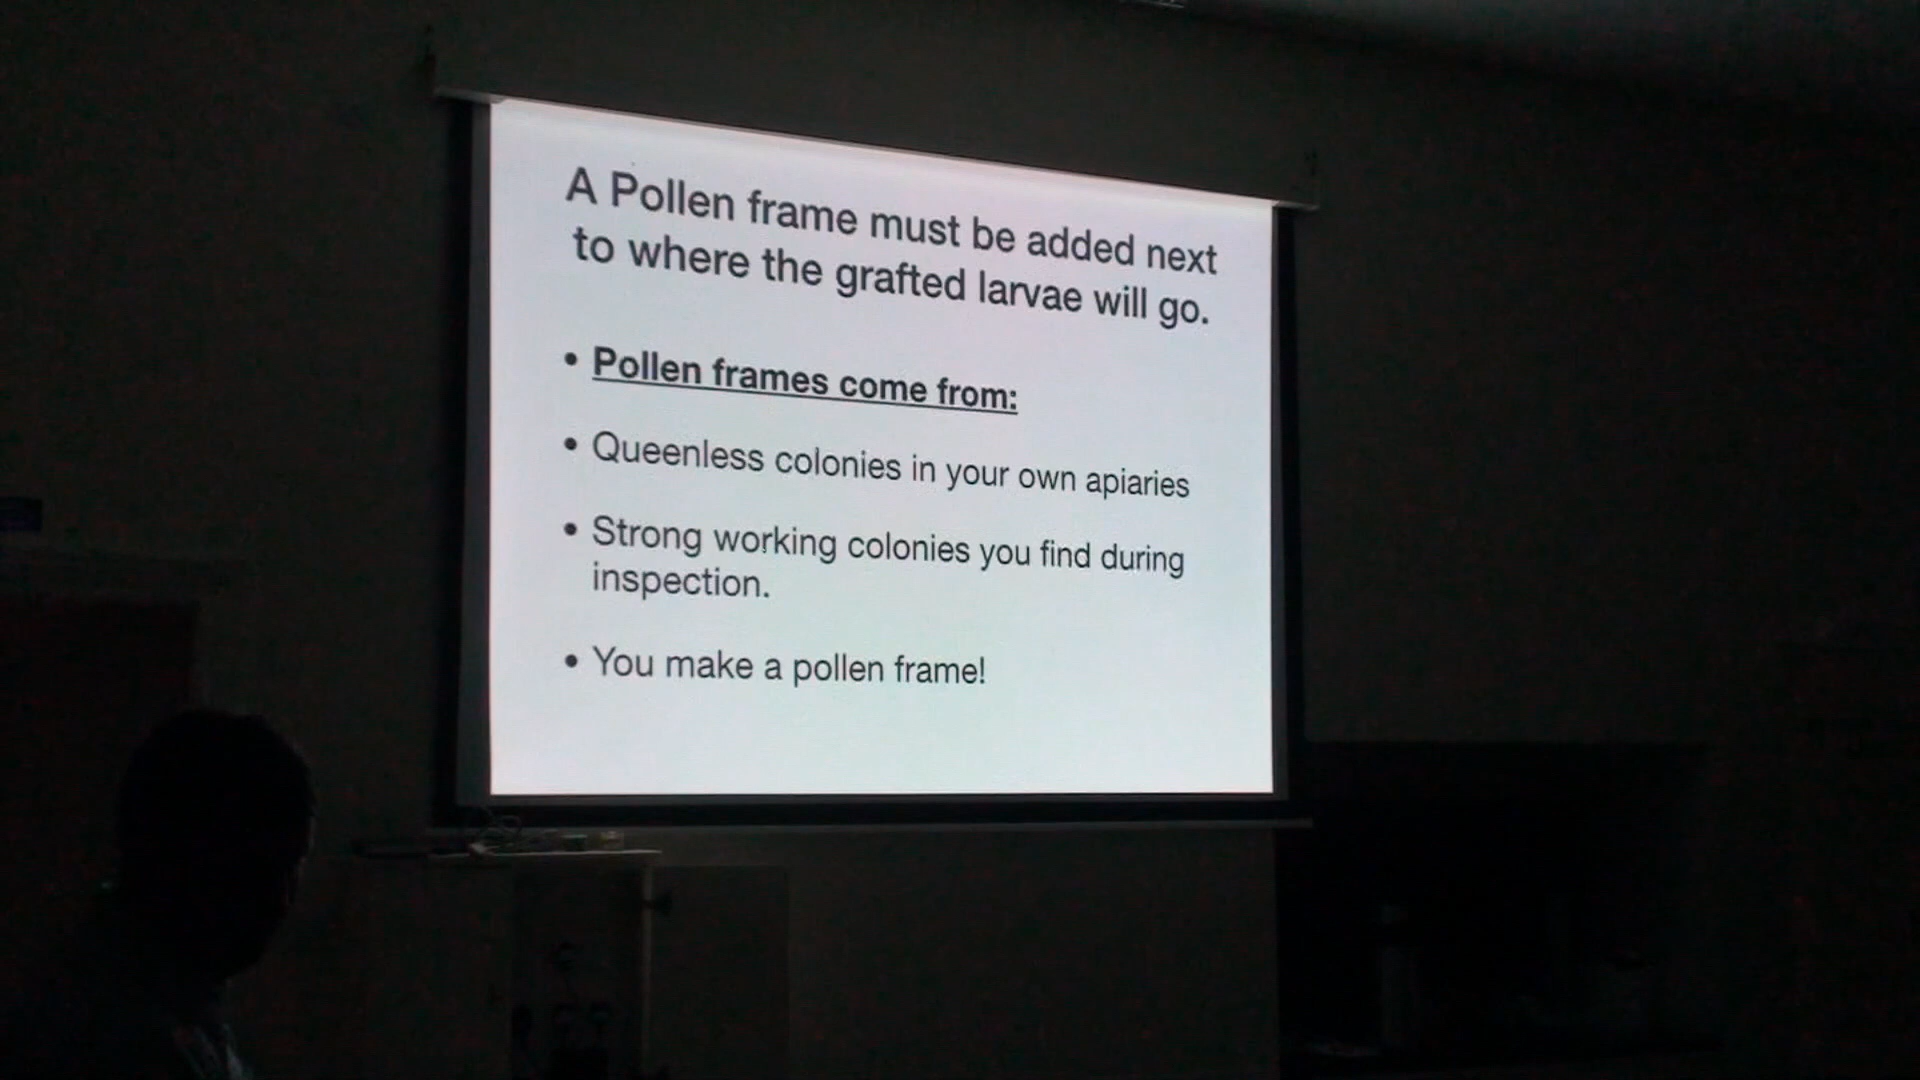 A Pollen frame must be added next
to where the grafted larvae will go.
• Pollen frames come from:
• Queenless colonies in your own apiaries
• Strong working colonies you find during
inspection.
• You make a pollen frame!